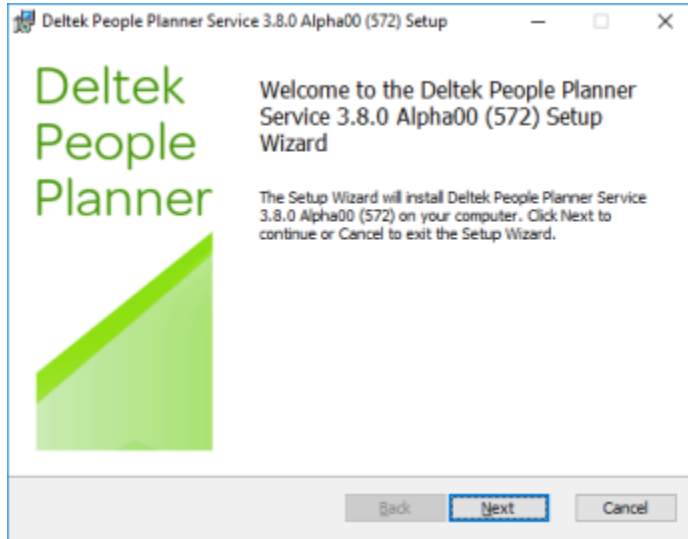 Deltek People Planner Service 3.8.0 Alpha00 (572) Setup
Deltek
People
Planner
Welcome to the Deltek People Planner
Service 3.8.0 Alpha00 (572) Setup
Wizard
The Setup Wizard will install Deltek People Planner Service
3.8.0 Alpha00 (572) on your computer. Click Next to
continue or Cancel to exit the Setup Wizard.
Back Next Cancel